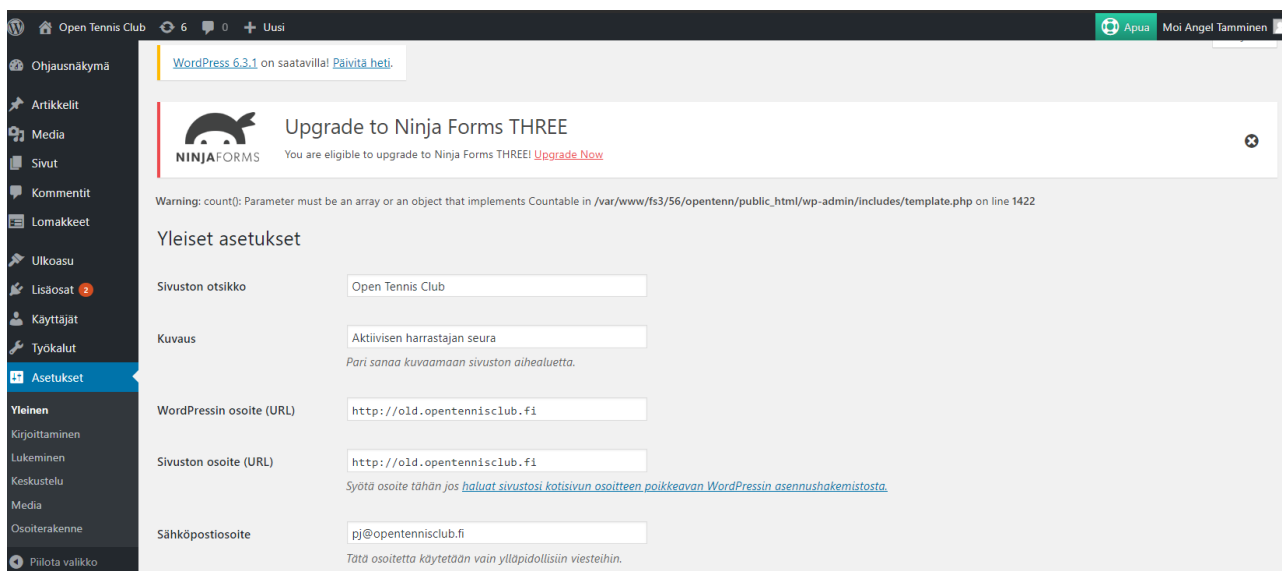 Open Tennis Club 6 0 + Uusi Apua Moi Angel Tamminen
Ohjausnäkymä
Artikkelit
Media
Sivut
Kommentit
Lomakkeet
Ulkoasu
Lisäosat 2
Käyttäjät
Työkalut
Asetukset
Yleinen
Kirjoittaminen
Lukeminen
Keskustelu
Media
Osoiterakenne
Piilota valikko
WordPress 6.3.1 on saatavilla! Päivitä heti.
NINJAFORMS
Upgrade to Ninja Forms THREE
You are eligible to upgrade to Ninja Forms THREE! Upgrade Now
Warning: count(): Parameter must be an array or an object that implements Countable in /var/www/fs3/56/opentenn/public_html/wp-admin/includes/template.php on line 1422
Yleiset asetukset
Sivuston otsikko Open Tennis Club
Kuvaus Aktiivisen harrastajan seura
Pari sanaa kuvaamaan sivuston aihealuetta.
WordPressin osoite (URL) http://old.opentennisclub.fi
Sivuston osoite (URL) http://old.opentennisclub.fi
Syötä osoite tähän jos haluat sivustosi kotisivun osoitteen poikkeavan WordPressin asennushakemistosta.
Sähköpostiosoite pj@opentennisclub.fi
Tätä osoitetta käytetään vain ylläpidollisiin viesteihin.